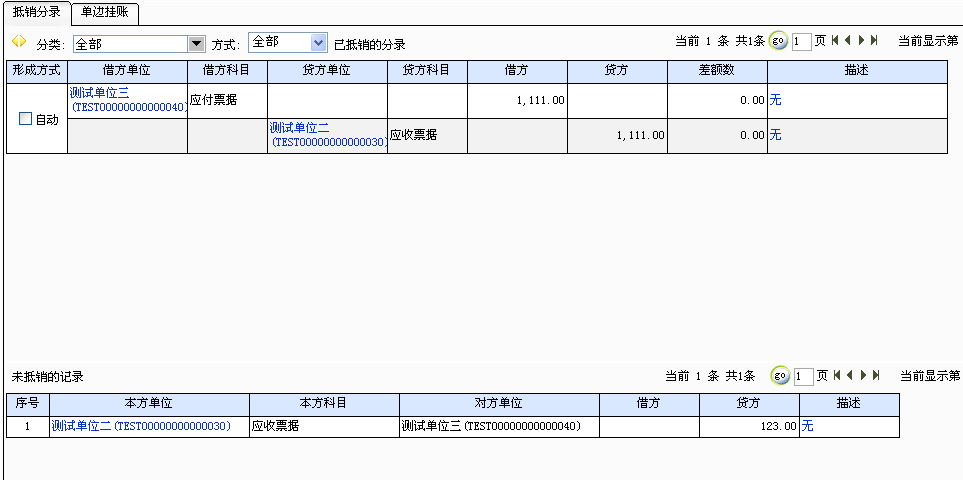 抵销分录 单边挂账
分类: 全部 方式: 全部 已抵销的分录 当前 1 条 共1条 go 1 页 当前显示第
形成方式 借方单位 借方科目 贷方单位 贷方科目 借方 贷方 差额数 描述
自动
测试单位三
(TEST00000000000040) 应付票据 1,111.00 0.00 无
测试单位二
(TEST00000000000030) 应收票据 1,111.00 0.00 无
未抵销的记录 当前 1 条 共1条 go 1 页 当前显示第
序号 本方单位 本方科目 对方单位 借方 贷方 描述
1 测试单位二(TEST00000000000030) 应收票据 测试单位三(TEST00000000000040) 123.00 无